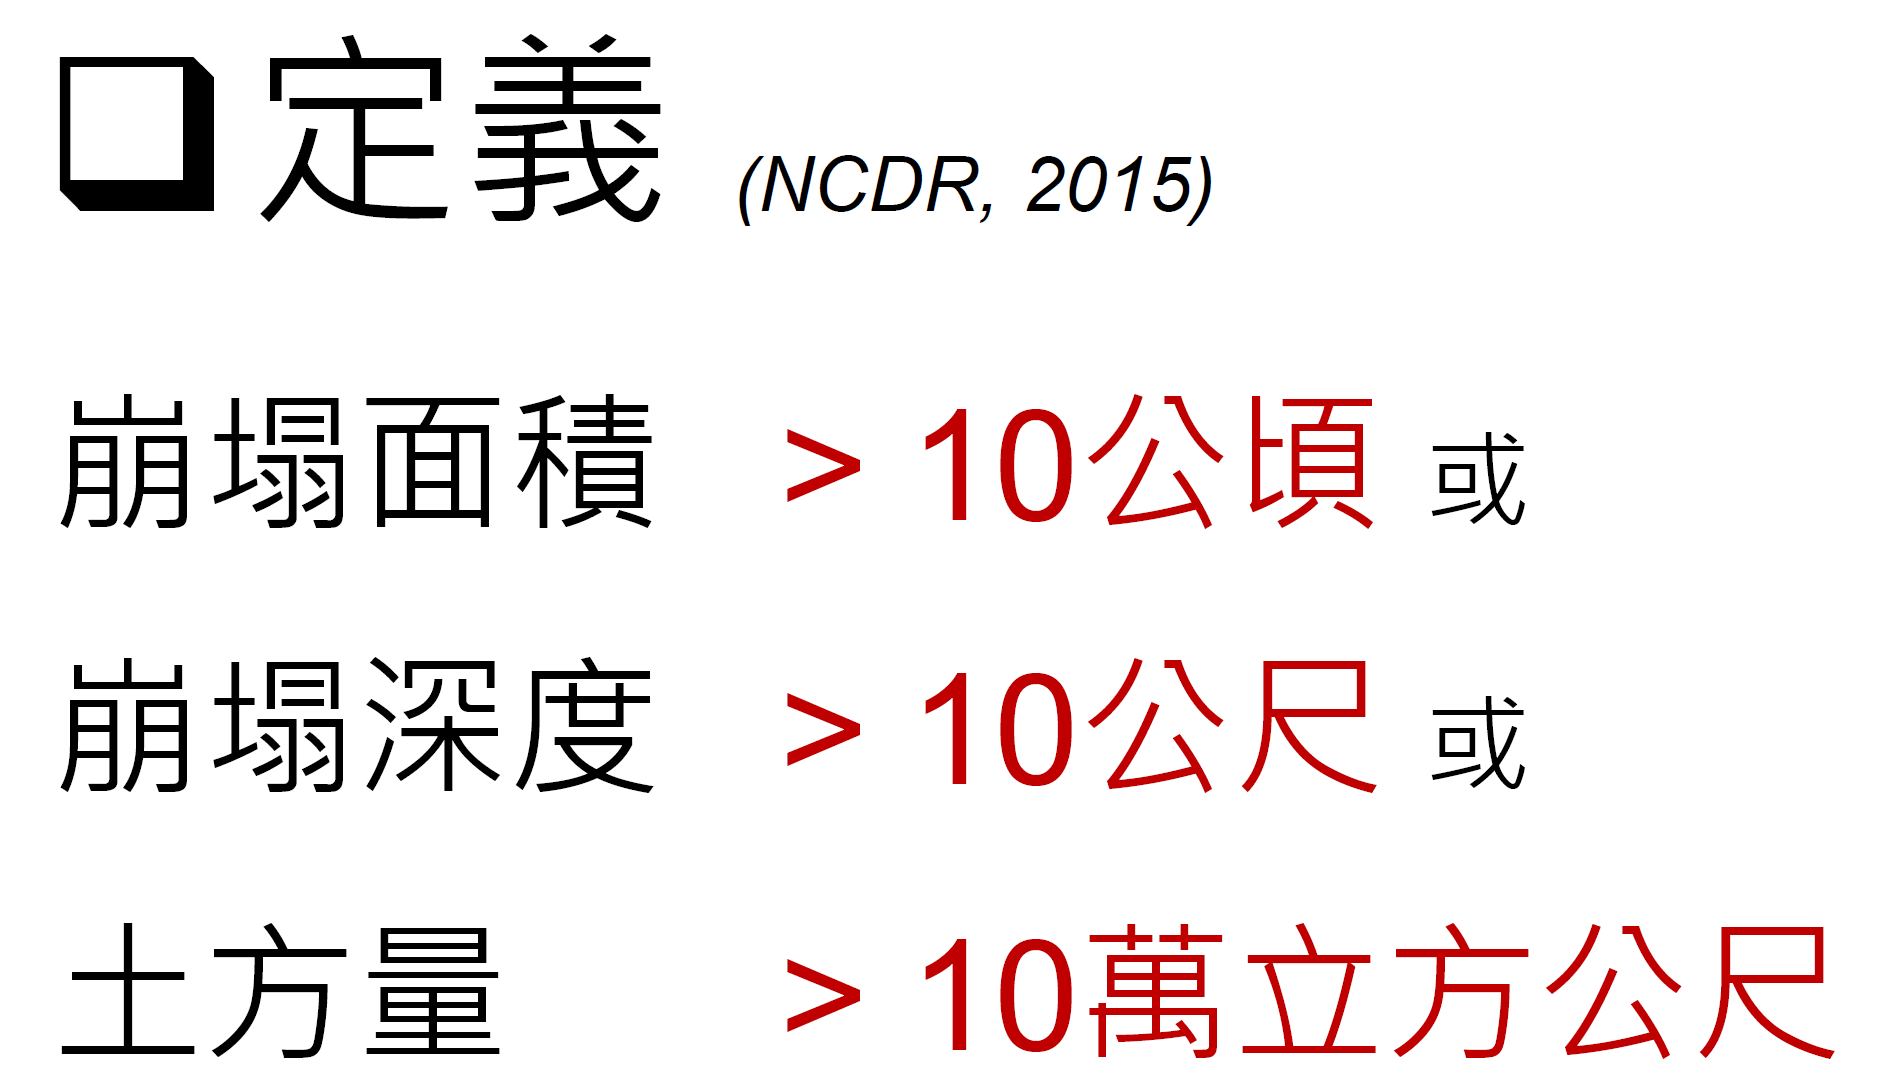 ❑定義 (NCDR, 2015)
崩塌面積 > 10公頃 或
崩塌深度 > 10公尺 或
土方量 > 10萬立方公尺